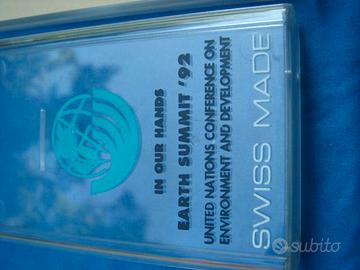 IN OUR HANDS
EARTH SUMMIT '92
UNITED NATIONS CONFERENCE ON
ENVIRONMENT AND DEVELOPMENT
SWISS MADE
subito